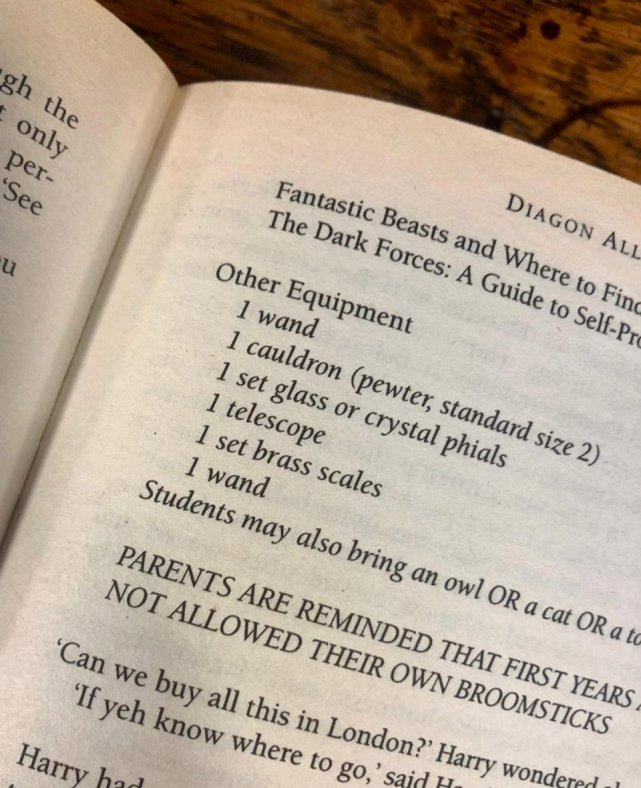 gh the
only
per-
'See
u
DIAGON ALL
Fantastic Beasts and Where to Find
The Dark Forces: A Guide to Self-Pro
Other Equipment
1 wand
1 cauldron (pewter, standard size 2)
1 set glass or crystal phials
1 telescope
1 set brass scales
1 wand
Students may also bring an owl OR a cat OR a to
PARENTS ARE REMINDED THAT FIRST YEARS A
NOT ALLOWED THEIR OWN BROOMSTICKS
'Can we buy all this in London?' Harry wondered
'If yeh know where to go,' said Ha
Harry had